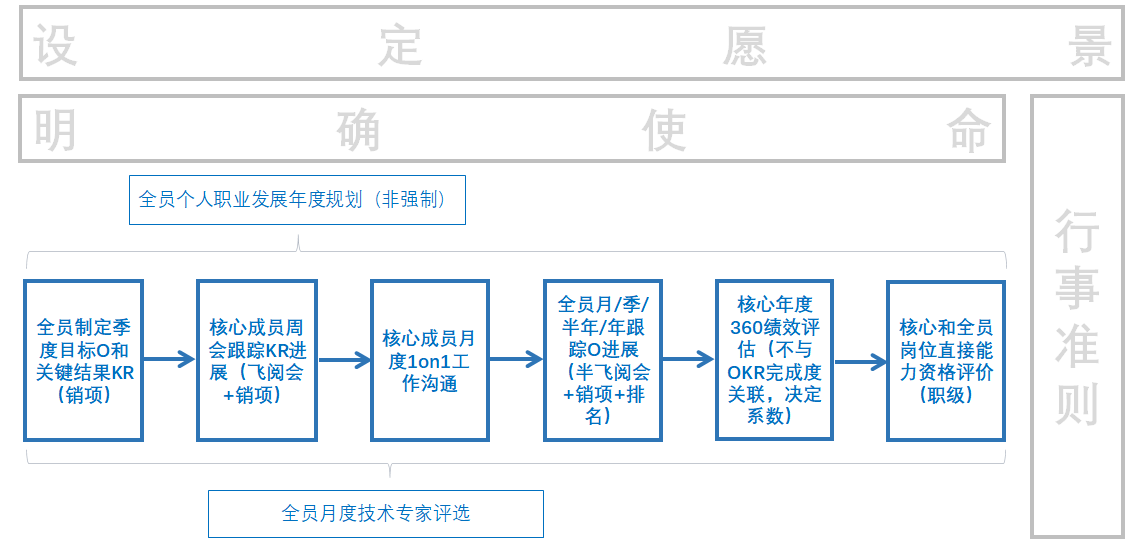 设定愿景
明确使命
行事准则
全员个人职业发展年度规划（非强制）
全员制定季
度目标O和
关键结果KR
（销项）
核心成员周
会跟踪KR进
展（飞阅会
+销项）
核心成员月
度1on1工
作沟通
全员月/季/
半年/年跟
踪O进展
（半飞阅会
+销项+排
名）
核心年度
360绩效评
估（不与
OKR完成度
关联，决定
系数）
核心和全员
岗位直接能
力资格评价
（职级）
全员月度技术专家评选